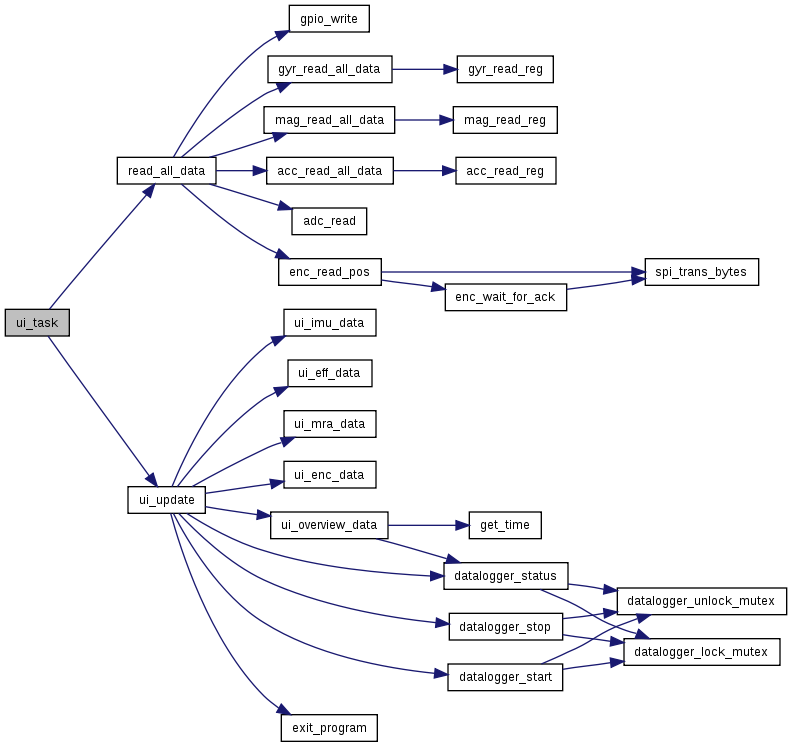 gpio_write
gyr_read_all_data
gyr_read_reg
mag_read_all_data
mag_read_reg
read_all_data
acc_read_all_data
acc_read_reg
adc_read
enc_read_pos
spi_trans_bytes
enc_wait_for_ack
ui_task
ui_imu_data
ui_eff_data
ui_mra_data
ui_enc_data
ui_update
ui_overview_data
get_time
datalogger_status
datalogger_unlock_mutex
datalogger_stop
datalogger_lock_mutex
datalogger_start
exit_program